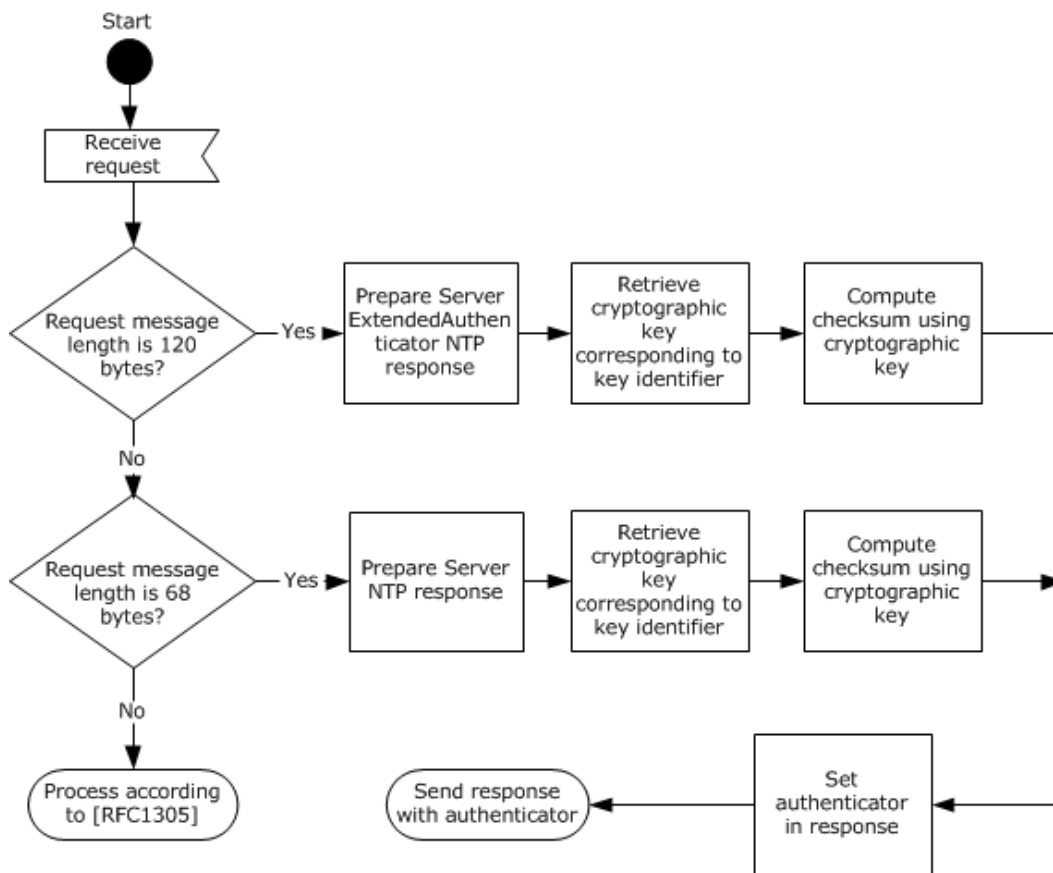 Start
Receive
request
Request message
length is 120
bytes?
Yes
Prepare Server
ExtendedAuthen
ticator NTP
response
Retrieve
cryptographic
key
corresponding to
key identifier
Compute
checksum using
cryptographic
key
No
Request message
length is 68
bytes?
Yes
Prepare Server
NTP response
Retrieve
cryptographic
key
corresponding to
key identifier
Compute
checksum using
cryptographic
key
No
Process according
to [RFC1305]
Send response
with authenticator
Set
authenticator
in response